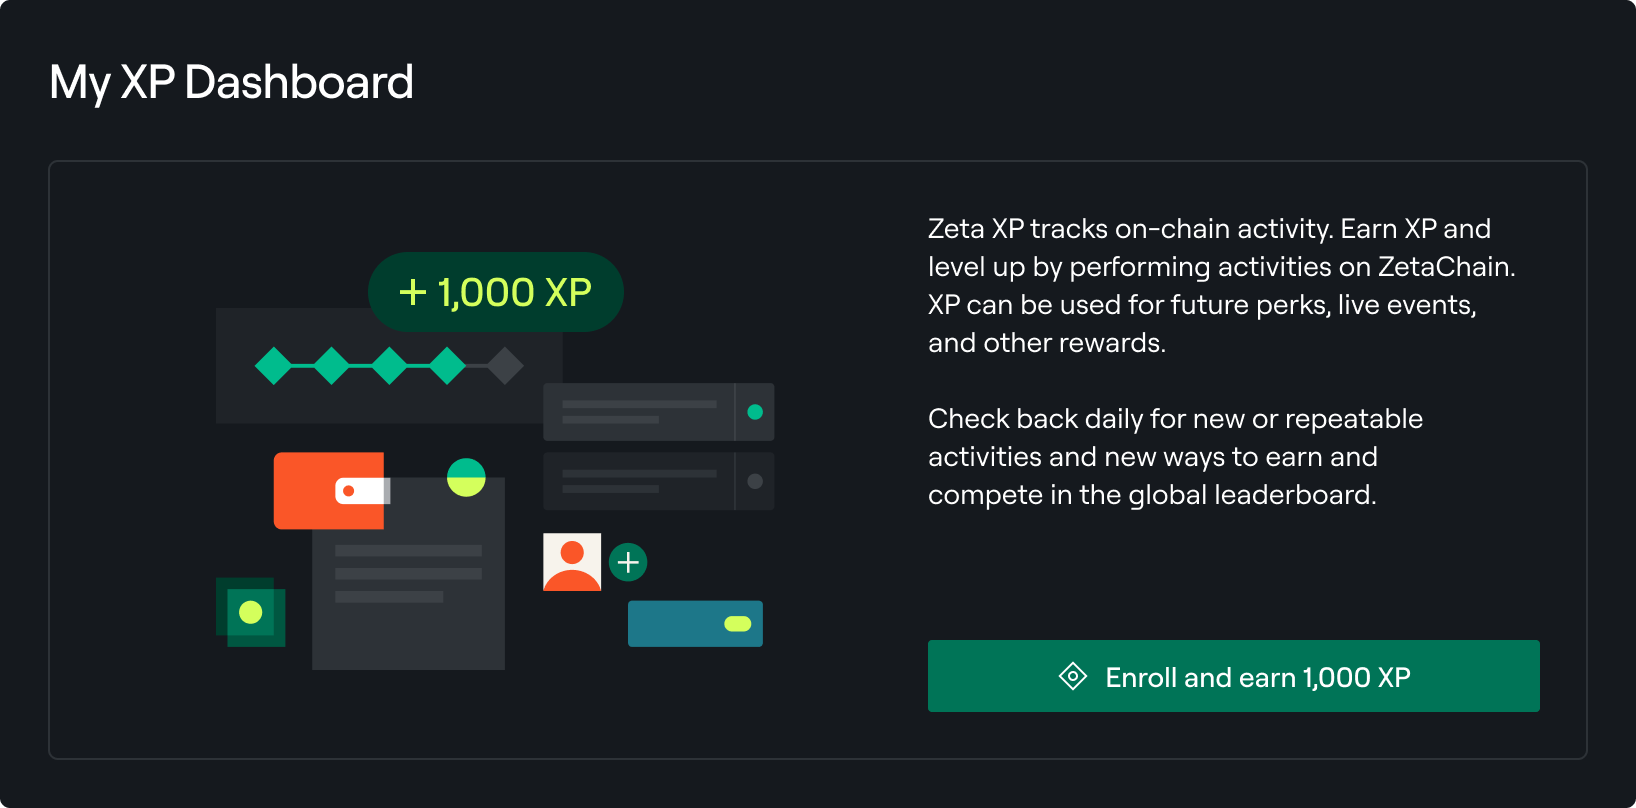 My XP Dashboard
+ 1,000 XP
Zeta XP tracks on-chain activity. Earn XP and
level up by performing activities on ZetaChain.
XP can be used for future perks, live events,
and other rewards.
Check back daily for new or repeatable
activities and new ways to earn and
compete in the global leaderboard.
Enroll and earn 1,000 XP